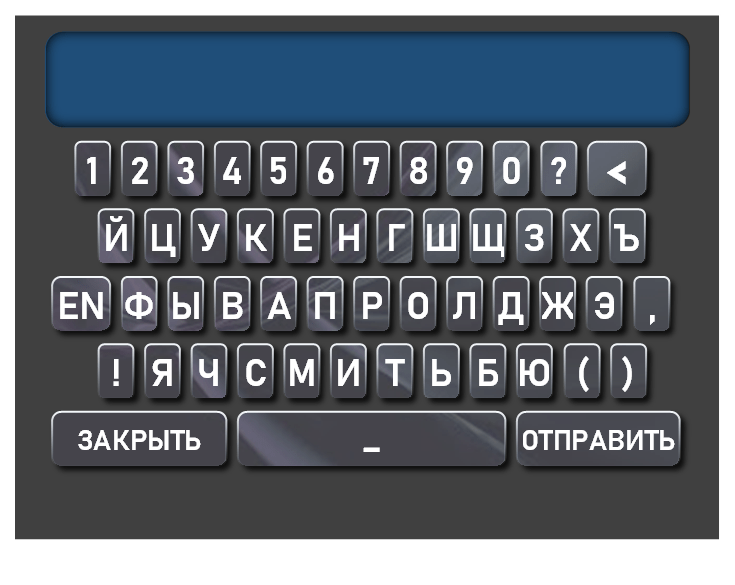 1 2 3 4 5 6 7 8 9 0 ? <
Й Ц У К Е Н Г Ш Щ З Х Ъ
EN Ф Ы В А П Р О Л Д Ж Э ,
! Я Ч С М И Т Ь Б Ю ( )
ЗАКРЫТЬ _ ОТПРАВИТЬ